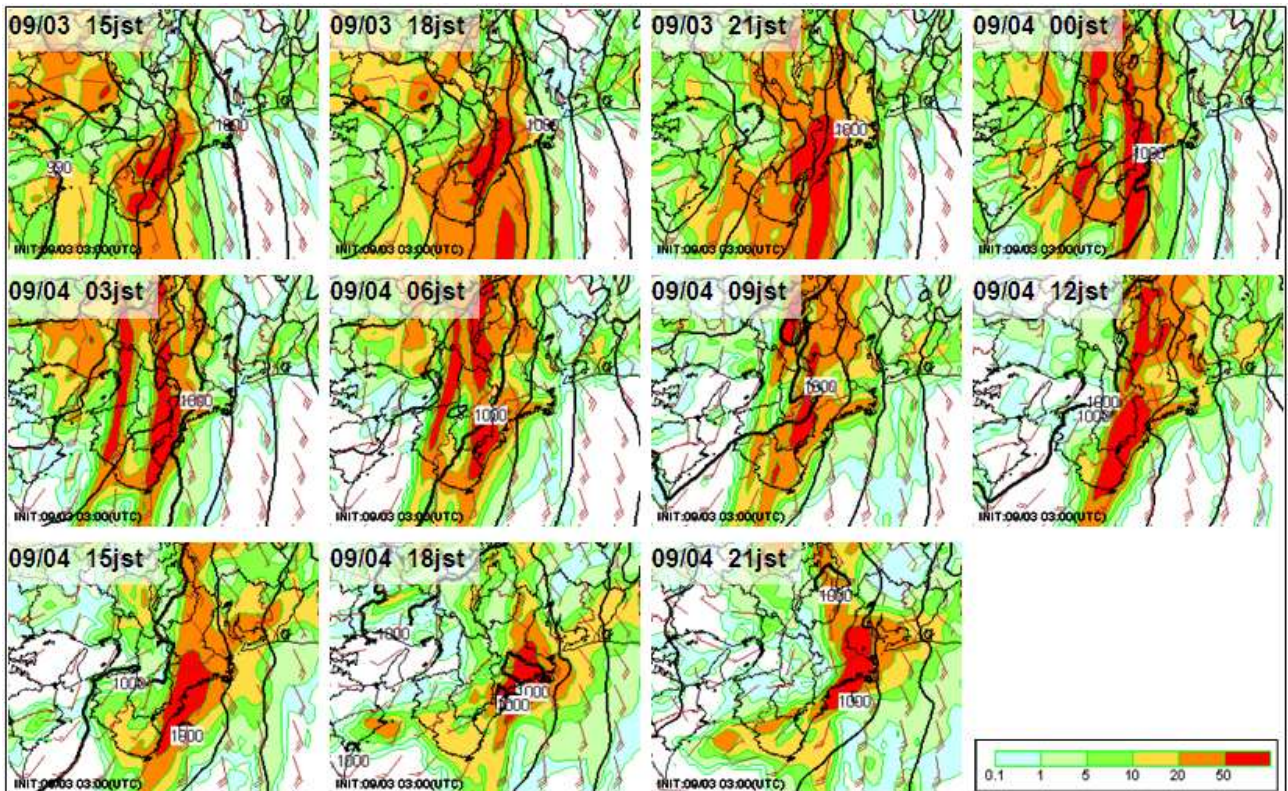 09/03 15jst
990
1000
INIT:09/03 03:00(UTC)
09/03 18jst
1000
INIT:09/03 03:00(UTC)
09/03 21jst
1000
INIT:09/03 03:00(UTC)
09/04 00jst
1000
INIT:09/03 03:00(UTC)
09/04 03jst
1000
INIT:09/03 03:00(UTC)
09/04 06jst
1000
INIT:09/03 03:00(UTC)
09/04 09jst
1000
INIT:09/03 03:00(UTC)
09/04 12jst
1000
1000
INIT:09/03 03:00(UTC)
09/04 15jst
1000
1000
INIT:09/03 03:00(UTC)
09/04 18jst
1000
1000
1000
1000
INIT:09/03 03:00(UTC)
09/04 21jst
1000
1000
INIT:09/03 03:00(UTC)
0.1 1 5 10 20 50